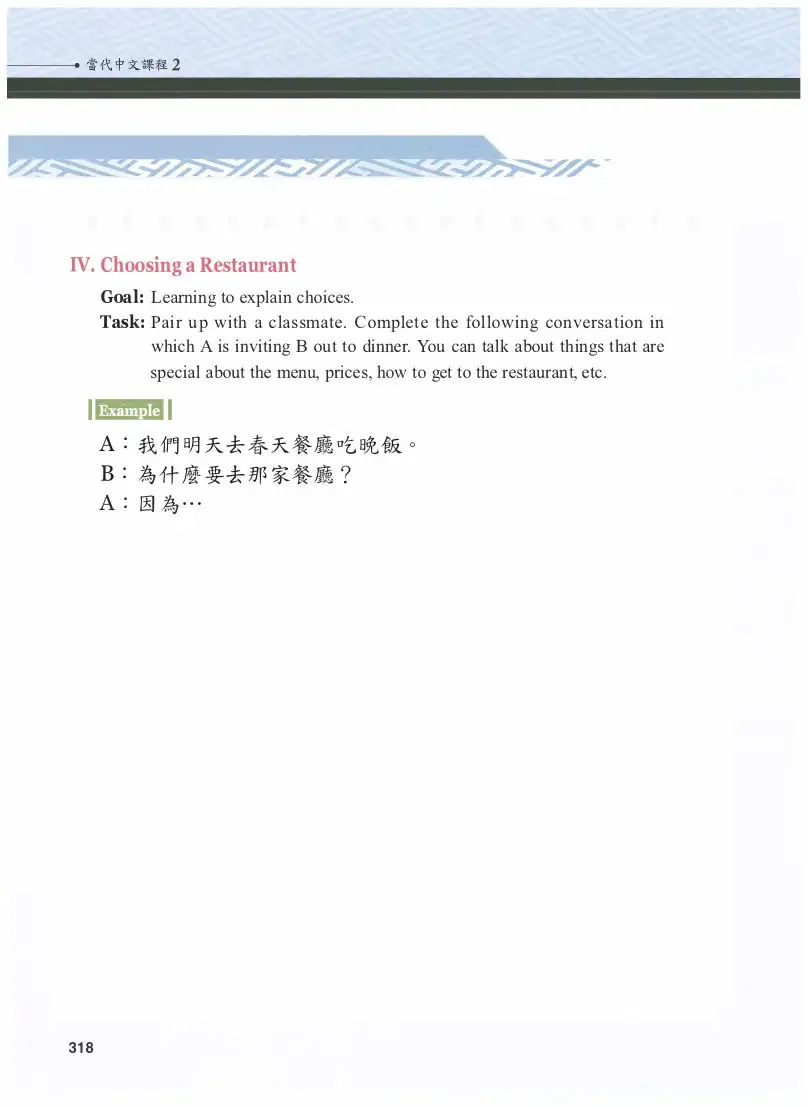 當代中文課程 2
IV. Choosing a Restaurant
Goal: Learning to explain choices.
Task: Pair up with a classmate. Complete the following conversation in
which A is inviting B out to dinner. You can talk about things that are
special about the menu, prices, how to get to the restaurant, etc.
Example
A：我們明天去春天餐廳吃晚飯。
B：為什麼要去那家餐廳？
A：因為…
318